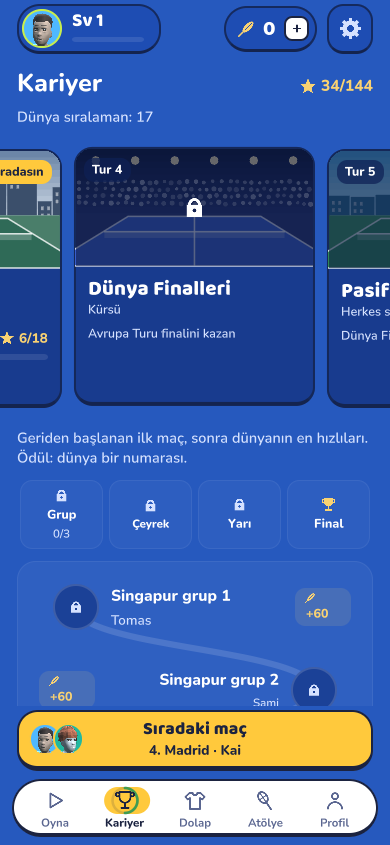 Sv 1
0
+
Kariyer
34/144
Dünya sıralaman: 17
radasın
Tur 4
Tur 5
Dünya Finalleri
Kürsü
Avrupa Turu finalini kazan
6/18
Pasif
Herkes s
Dünya Fi
Geriden başlanan ilk maç, sonra dünyanın en hızlıları.
Ödül: dünya bir numarası.
Grup
0/3
Çeyrek
Yarı
Final
Singapur grup 1
Tomas
+60
Singapur grup 2
Sami
+60
Sıradaki maç
4. Madrid · Kai
Oyna
Kariyer
Dolap
Atölye
Profil